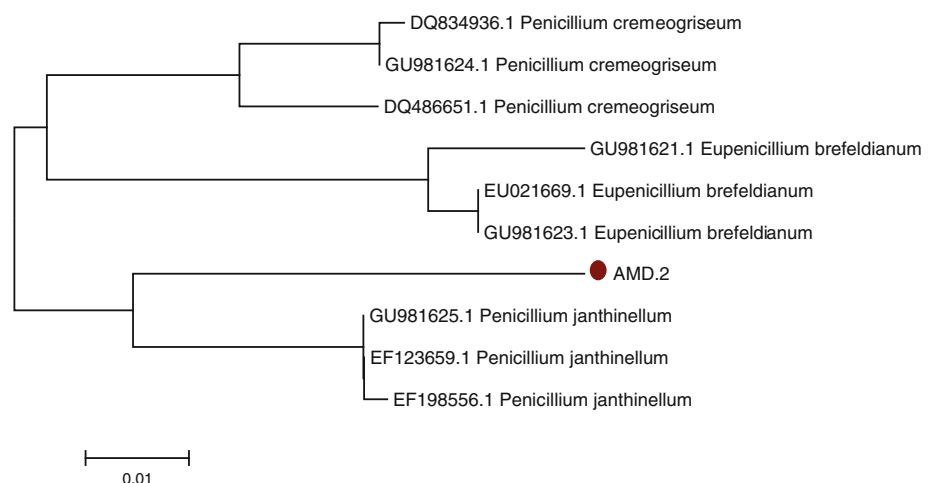 DQ834936.1 Penicillium cremeogriseum
GU981624.1 Penicillium cremeogriseum
DQ486651.1 Penicillium cremeogriseum
GU981621.1 Eupenicillium brefeldianum
EU021669.1 Eupenicillium brefeldianum
GU981623.1 Eupenicillium brefeldianum
AMD.2
GU981625.1 Penicillium janthinellum
EF123659.1 Penicillium janthinellum
EF198556.1 Penicillium janthinellum
0.01